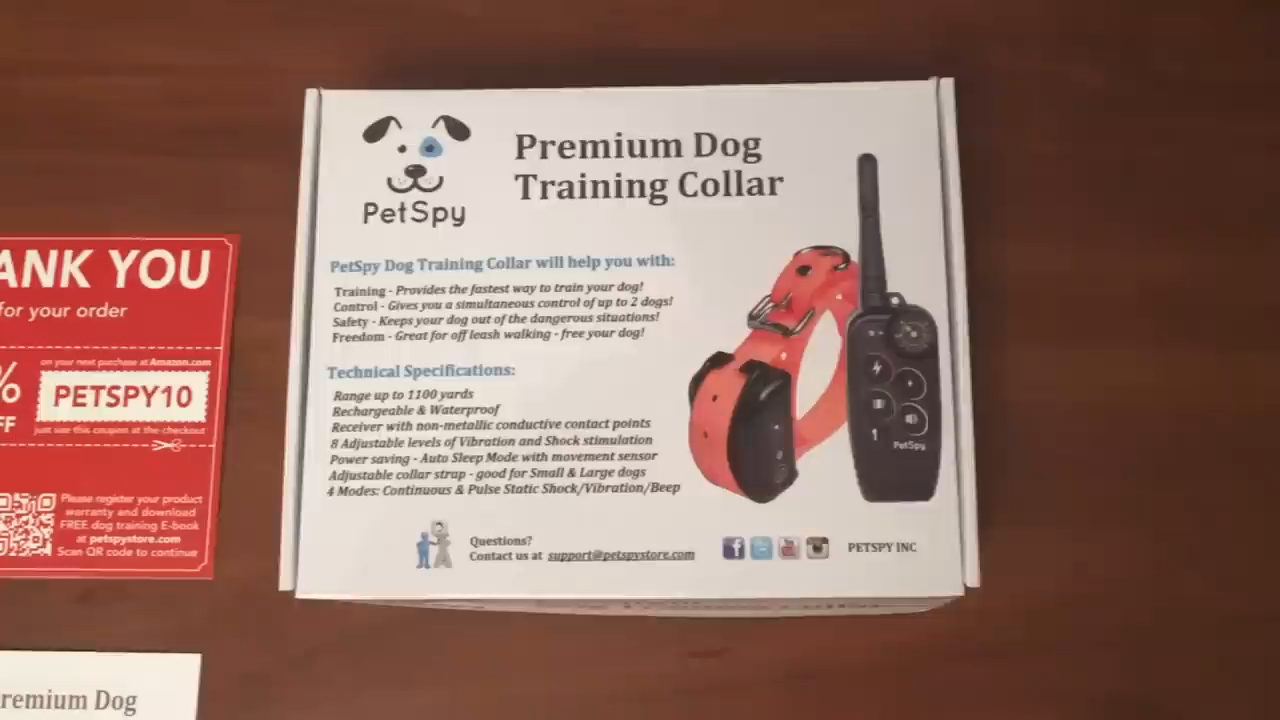 PetSpy
Premium Dog
Training Collar
PetSpy Dog Training Collar will help you with:
Training - Provides the fastest way to train your dog!
Control - Gives you a simultaneous control of up to 2 dogs!
Safety - Keeps your dog out of the dangerous situations!
Freedom - Great for off leash walking - free your dog!
Technical Specifications:
Range up to 1100 yards
Rechargeable & Waterproof
Receiver with non-metallic conductive contact points
8 Adjustable levels of Vibration and Shock stimulation
Power saving - Auto Sleep Mode with movement sensor
Adjustable collar strap - good for Small & Large dogs
4 Modes: Continuous & Pulse Static Shock/Vibration/Beep
Questions?
Contact us at support@petspystore.com
PETSPY INC
PetSpy
ANK YOU
for your order
on your next purchase at Amazon.com
%
FF
PETSPY10
just use this coupon at the checkout
Please register your product
warranty and download
FREE dog training E-book
at petspystore.com
Scan QR code to continue
remium Dog